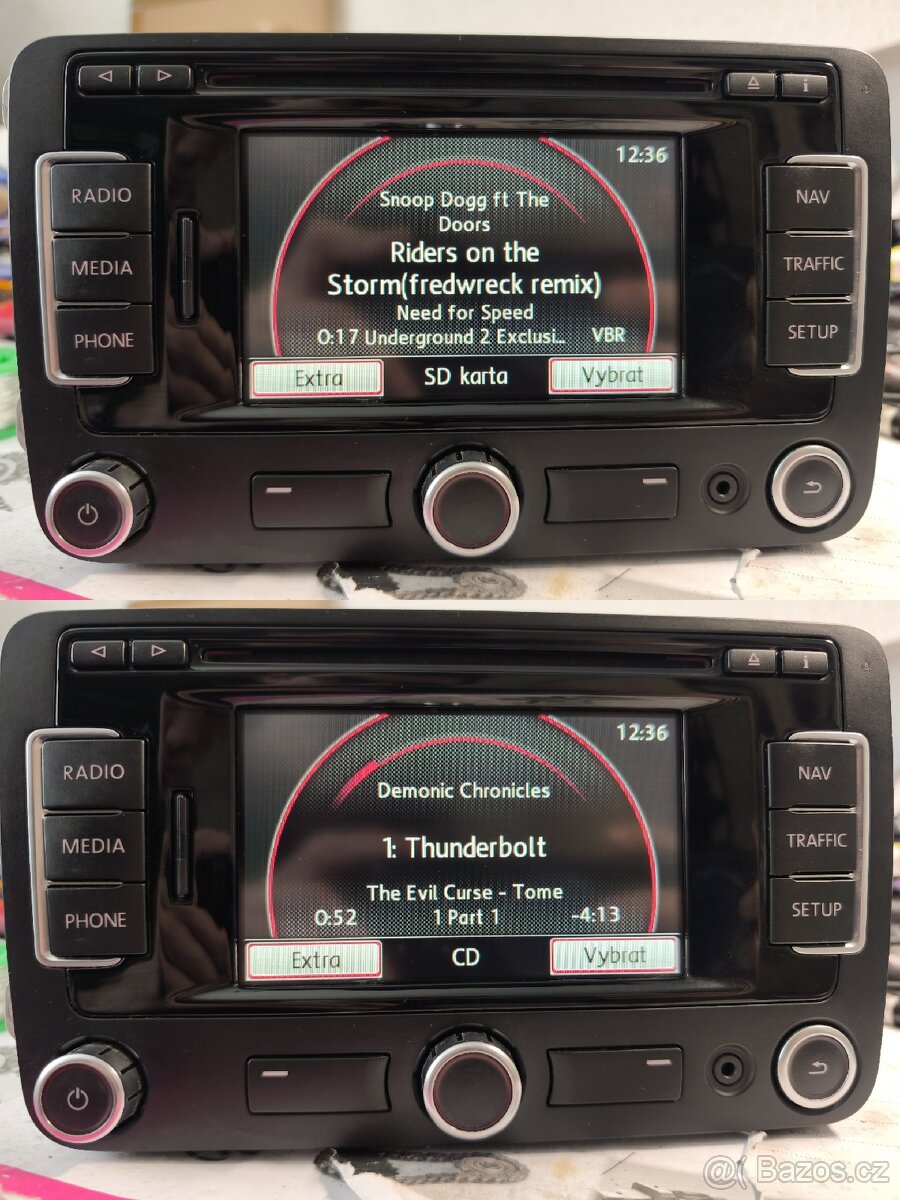 RADIO
MEDIA
PHONE
12:36
Snoop Dogg ft The
Doors
Riders on the
Storm(fredwreck remix)
Need for Speed
0:17 Underground 2 Exclusi... VBR
Extra SD karta Vybrat
i
NAV
TRAFFIC
SETUP
RADIO
MEDIA
PHONE
12:36
Demonic Chronicles
1: Thunderbolt
The Evil Curse - Tome
0:52 1 Part 1 -4:13
Extra CD Vybrat
i
NAV
TRAFFIC
SETUP
@( Bazos.cz